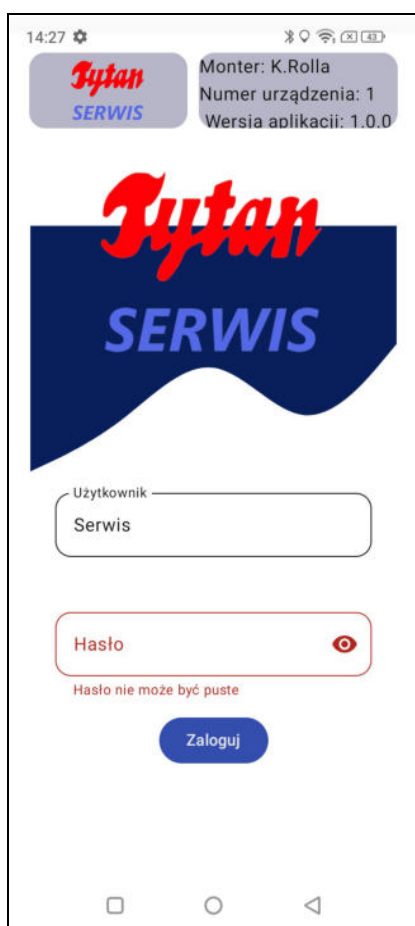 14:27
43
Tytan
SERWIS
Monter: K.Rolla
Numer urządzenia: 1
Wersja aplikacji: 1.0.0
Tytan
SERWIS
Użytkownik
Serwis
Hasło
Hasło nie może być puste
Zaloguj